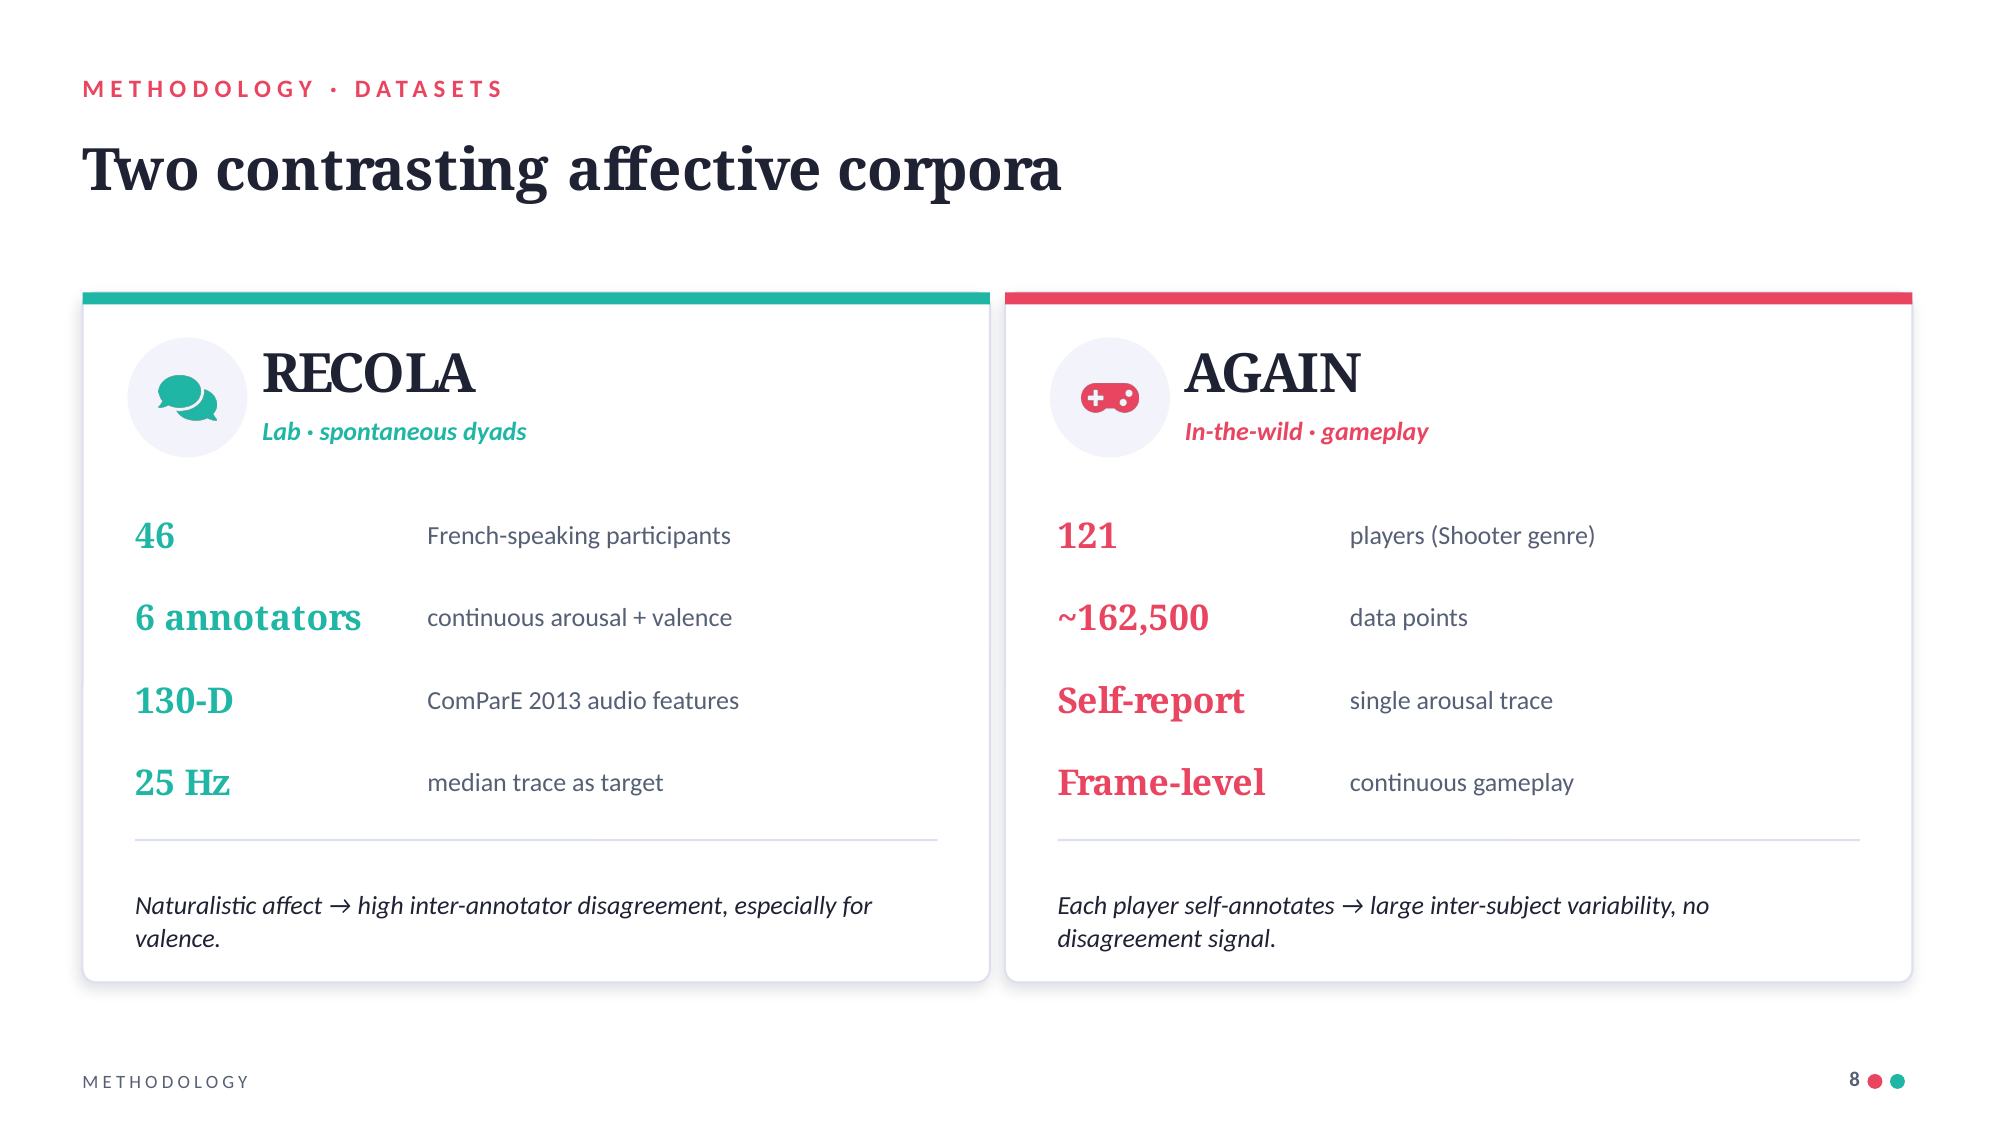 METHODOLOGY · DATASETS
Two contrasting affective corpora
RECOLA
Lab · spontaneous dyads
46 French-speaking participants
6 annotators continuous arousal + valence
130-D ComParE 2013 audio features
25 Hz median trace as target
Naturalistic affect → high inter-annotator disagreement, especially for
valence.
AGAIN
In-the-wild · gameplay
121 players (Shooter genre)
~162,500 data points
Self-report single arousal trace
Frame-level continuous gameplay
Each player self-annotates → large inter-subject variability, no
disagreement signal.
METHODOLOGY
8